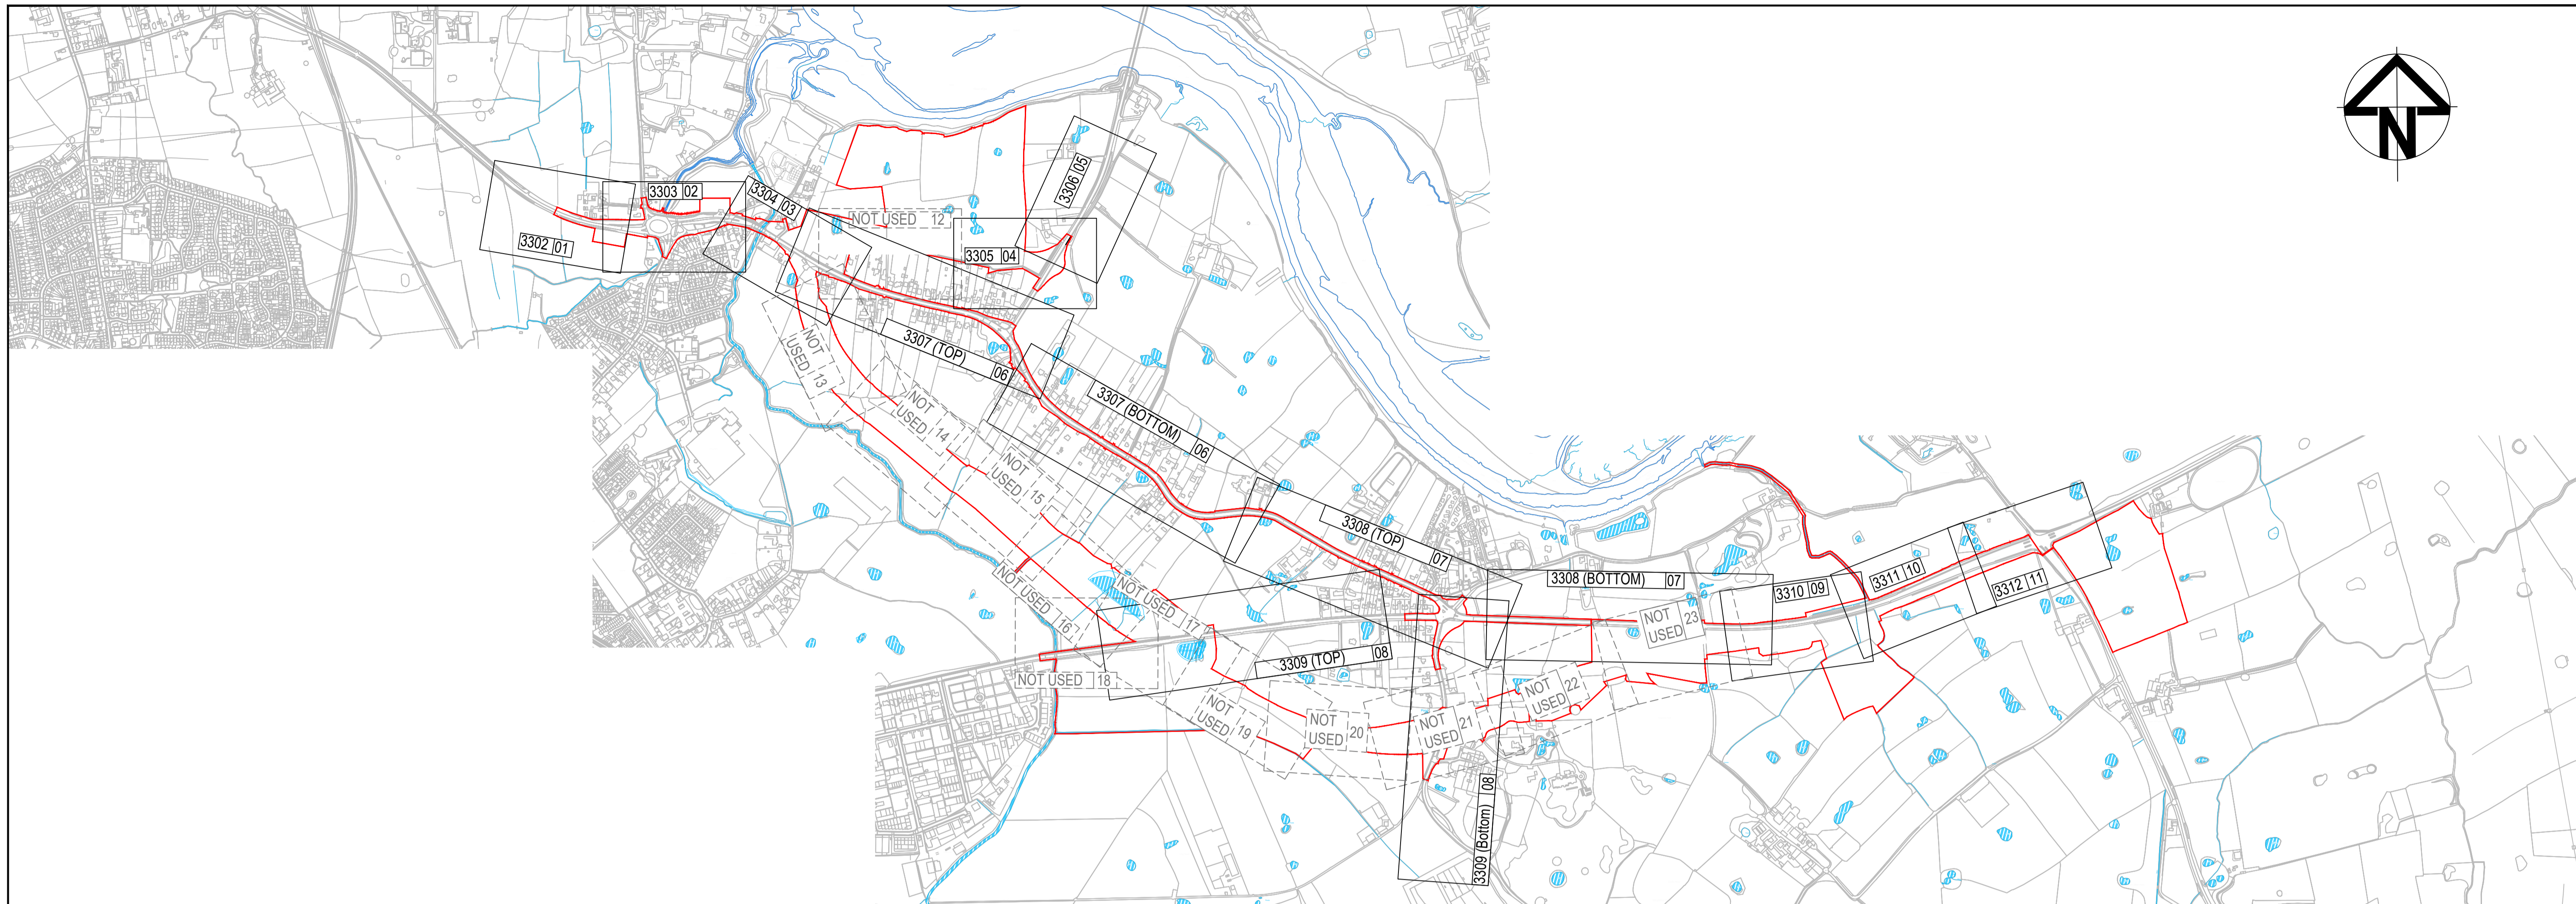 N
3302 01
3303 02
3304 03
NOT USED 12
3305 04
3306 05
3307 (TOP)
06
NOT
USED 13
NOT
USED 14
3307 (BOTTOM)
06
NOT
USED 15
NOT USED 16
NOT USED 17
NOT USED 18
3308 (TOP)
07
3308 (BOTTOM) 07
3309 (TOP) 08
NOT
USED 19
NOT
USED 20
NOT
USED 21
NOT
USED 22
NOT
USED 23
3309 (Bottom) 08
3310 09
3311 10
3312 11